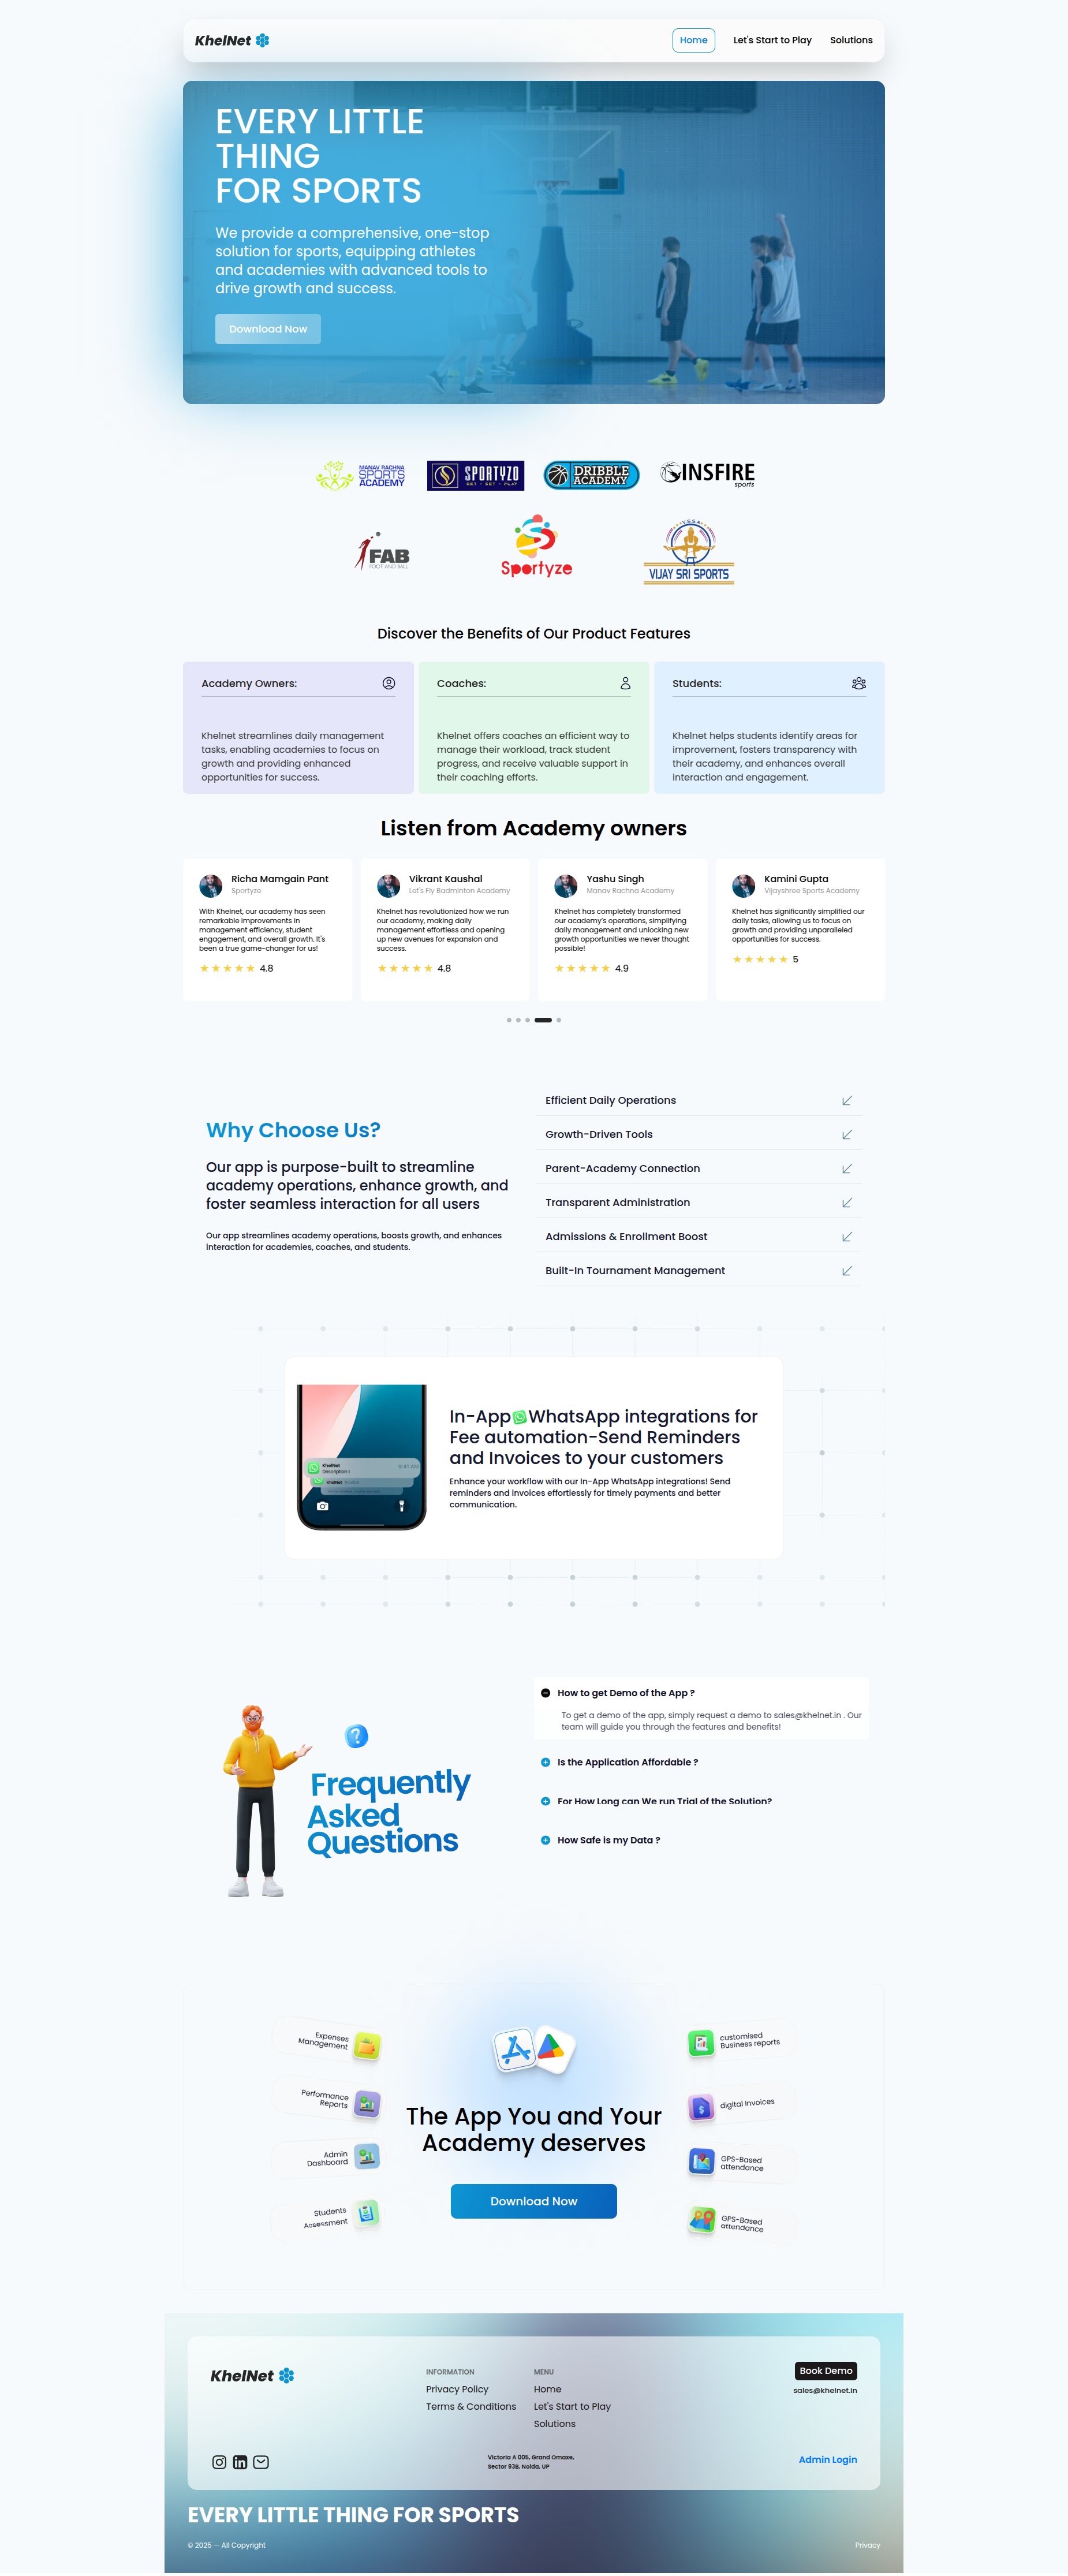 KhelNet
Home
Let's Start to Play
Solutions
EVERY LITTLE
THING
FOR SPORTS
We provide a comprehensive, one-stop
solution for sports, equipping athletes
and academies with advanced tools to
drive growth and success.
Download Now
MANAV RACHNA
SPORTS
ACADEMY
SPORTYZO
GET · SET · PLAY
DRIBBLE
ACADEMY
INSFIRE
sports
FAB
FOOT AND BALL
Sportyze
VSSA
VIJAY SRI SPORTS
Discover the Benefits of Our Product Features
Academy Owners:
Khelnet streamlines daily management
tasks, enabling academies to focus on
growth and providing enhanced
opportunities for success.
Coaches:
Khelnet offers coaches an efficient way to
manage their workload, track student
progress, and receive valuable support in
their coaching efforts.
Students:
Khelnet helps students identify areas for
improvement, fosters transparency with
their academy, and enhances overall
interaction and engagement.
Listen from Academy owners
Richa Mamgain Pant
Sportyze
With Khelnet, our academy has seen
remarkable improvements in
management efficiency, student
engagement, and overall growth. It's
been a true game-changer for us!
4.8
Vikrant Kaushal
Let's Fly Badminton Academy
Khelnet has revolutionized how we run
our academy, making daily
management effortless and opening
up new avenues for expansion and
success.
4.8
Yashu Singh
Manav Rachna Academy
Khelnet has completely transformed
our academy's operations, simplifying
daily management and unlocking new
growth opportunities we never thought
possible!
4.9
Kamini Gupta
Vijayshree Sports Academy
Khelnet has significantly simplified our
daily tasks, allowing us to focus on
growth and providing unparalleled
opportunities for success.
5
Why Choose Us?
Our app is purpose-built to streamline
academy operations, enhance growth, and
foster seamless interaction for all users
Our app streamlines academy operations, boosts growth, and enhances
interaction for academies, coaches, and students.
Efficient Daily Operations
Growth-Driven Tools
Parent-Academy Connection
Transparent Administration
Admissions & Enrollment Boost
Built-In Tournament Management
KhelNet
Description 1
9:41 AM
KhelNet
In-App WhatsApp integrations for
Fee automation-Send Reminders
and Invoices to your customers
Enhance your workflow with our In-App WhatsApp integrations! Send
reminders and invoices effortlessly for timely payments and better
communication.
Frequently
Asked
Questions
How to get Demo of the App ?
To get a demo of the app, simply request a demo to sales@khelnet.in . Our
team will guide you through the features and benefits!
Is the Application Affordable ?
For How Long can We run Trial of the Solution?
How Safe is my Data ?
Expenses
Management
Performance
Reports
Admin
Dashboard
Students
Assessment
The App You and Your
Academy deserves
Download Now
customised
Business reports
digital Invoices
GPS-Based
attendance
GPS-Based
attendance
KhelNet
INFORMATION
Privacy Policy
Terms & Conditions
MENU
Home
Let's Start to Play
Solutions
Book Demo
sales@khelnet.in
Victoria A 005, Grand Omaxe,
Sector 93B, Noida, UP
Admin Login
EVERY LITTLE THING FOR SPORTS
© 2025 — All Copyright
Privacy